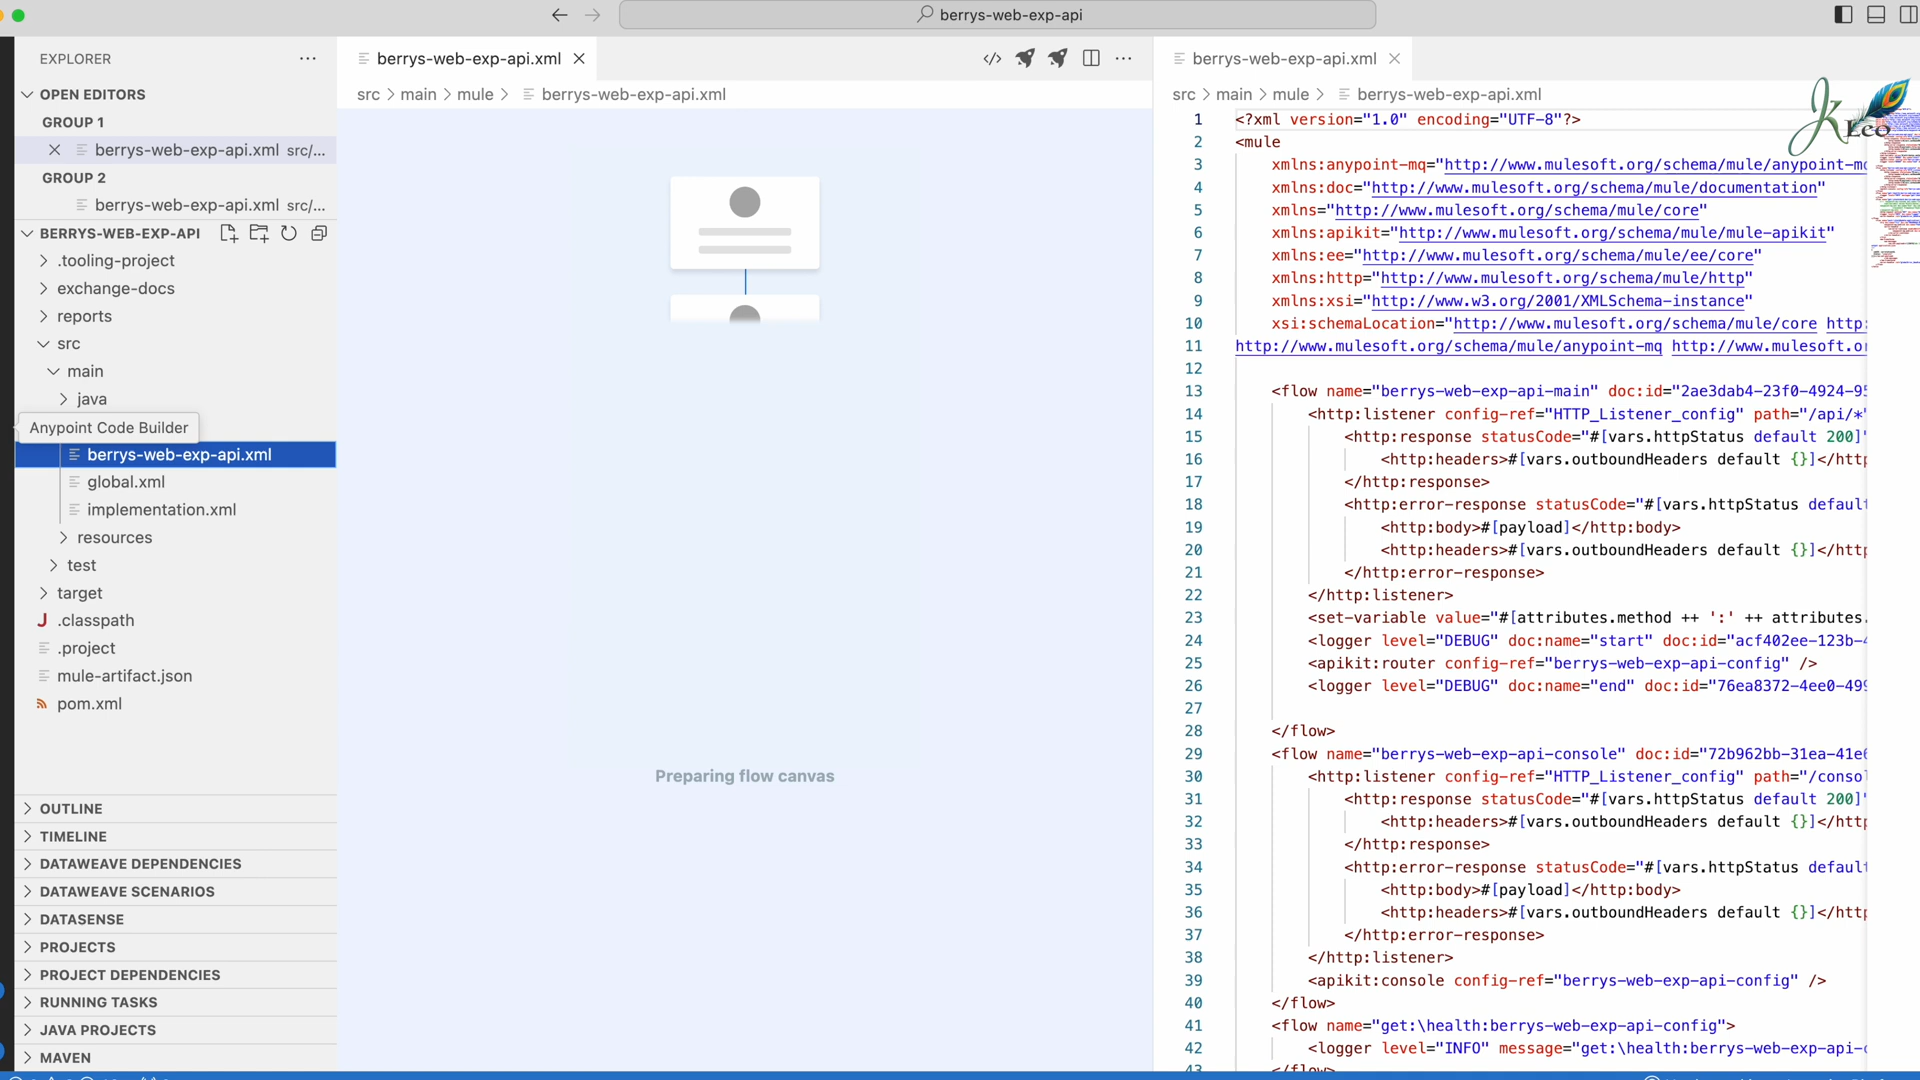 berrys-web-exp-api
EXPLORER
OPEN EDITORS
GROUP 1
berrys-web-exp-api.xml src/...
GROUP 2
berrys-web-exp-api.xml src/...
BERRYS-WEB-EXP-API
.tooling-project
exchange-docs
reports
src
main
java
Anypoint Code Builder
berrys-web-exp-api.xml
global.xml
implementation.xml
resources
test
target
J .classpath
.project
mule-artifact.json
pom.xml
OUTLINE
TIMELINE
DATAWEAVE DEPENDENCIES
DATAWEAVE SCENARIOS
DATASENSE
PROJECTS
PROJECT DEPENDENCIES
RUNNING TASKS
JAVA PROJECTS
MAVEN
berrys-web-exp-api.xml
src > main > mule > berrys-web-exp-api.xml
Preparing flow canvas
berrys-web-exp-api.xml
src > main > mule > berrys-web-exp-api.xml
K Leo
1 <?xml version="1.0" encoding="UTF-8"?>
2 <mule
3 xmlns:anypoint-mq="http://www.mulesoft.org/schema/mule/anypoint-mq
4 xmlns:doc="http://www.mulesoft.org/schema/mule/documentation"
5 xmlns="http://www.mulesoft.org/schema/mule/core"
6 xmlns:apikit="http://www.mulesoft.org/schema/mule/mule-apikit"
7 xmlns:ee="http://www.mulesoft.org/schema/mule/ee/core"
8 xmlns:http="http://www.mulesoft.org/schema/mule/http"
9 xmlns:xsi="http://www.w3.org/2001/XMLSchema-instance"
10 xsi:schemaLocation="http://www.mulesoft.org/schema/mule/core http:
11 http://www.mulesoft.org/schema/mule/anypoint-mq http://www.mulesoft.or
12
13 <flow name="berrys-web-exp-api-main" doc:id="2ae3dab4-23f0-4924-95
14 <http:listener config-ref="HTTP_Listener_config" path="/api/*"
15 <http:response statusCode="#[vars.httpStatus default 200]"
16 <http:headers>#[vars.outboundHeaders default {}]</http
17 </http:response>
18 <http:error-response statusCode="#[vars.httpStatus default
19 <http:body>#[payload]</http:body>
20 <http:headers>#[vars.outboundHeaders default {}]</http
21 </http:error-response>
22 </http:listener>
23 <set-variable value="#[attributes.method ++ ':' ++ attributes.
24 <logger level="DEBUG" doc:name="start" doc:id="acf402ee-123b-4
25 <apikit:router config-ref="berrys-web-exp-api-config" />
26 <logger level="DEBUG" doc:name="end" doc:id="76ea8372-4ee0-499
27
28 </flow>
29 <flow name="berrys-web-exp-api-console" doc:id="72b962bb-31ea-41e6
30 <http:listener config-ref="HTTP_Listener_config" path="/consol
31 <http:response statusCode="#[vars.httpStatus default 200]"
32 <http:headers>#[vars.outboundHeaders default {}]</http
33 </http:response>
34 <http:error-response statusCode="#[vars.httpStatus default
35 <http:body>#[payload]</http:body>
36 <http:headers>#[vars.outboundHeaders default {}]</http
37 </http:error-response>
38 </http:listener>
39 <apikit:console config-ref="berrys-web-exp-api-config" />
40 </flow>
41 <flow name="get:\health:berrys-web-exp-api-config">
42 <logger level="INFO" message="get:\health:berrys-web-exp-api-c
43 </flow>